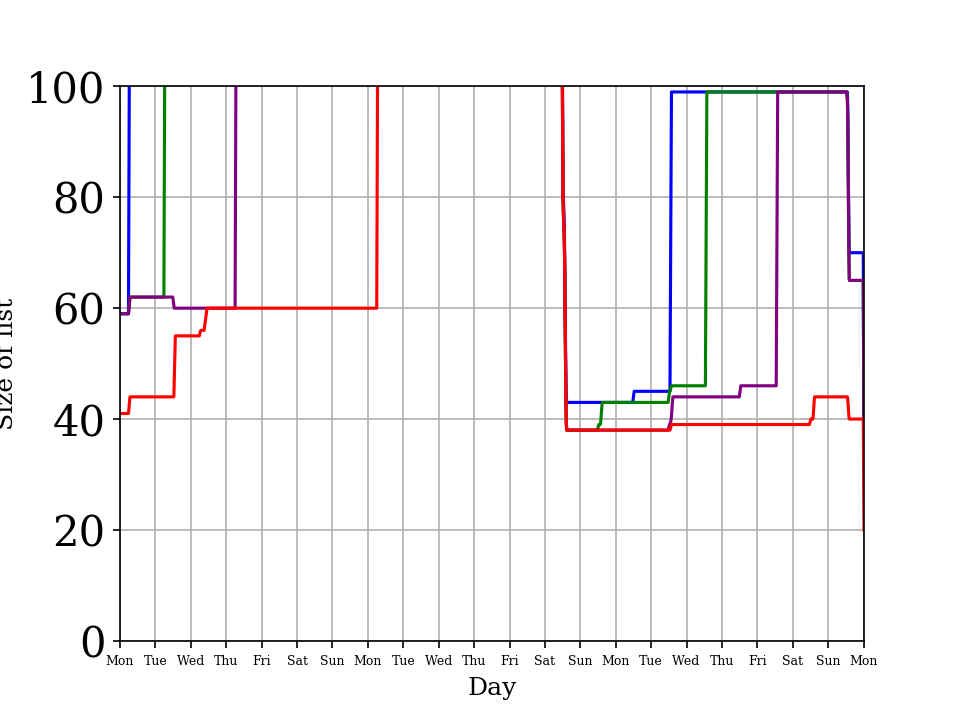 100
80
60
40
20
0
Size of list
Mon Tue Wed Thu Fri Sat Sun Mon Tue Wed Thu Fri Sat Sun Mon Tue Wed Thu Fri Sat Sun Mon
Day